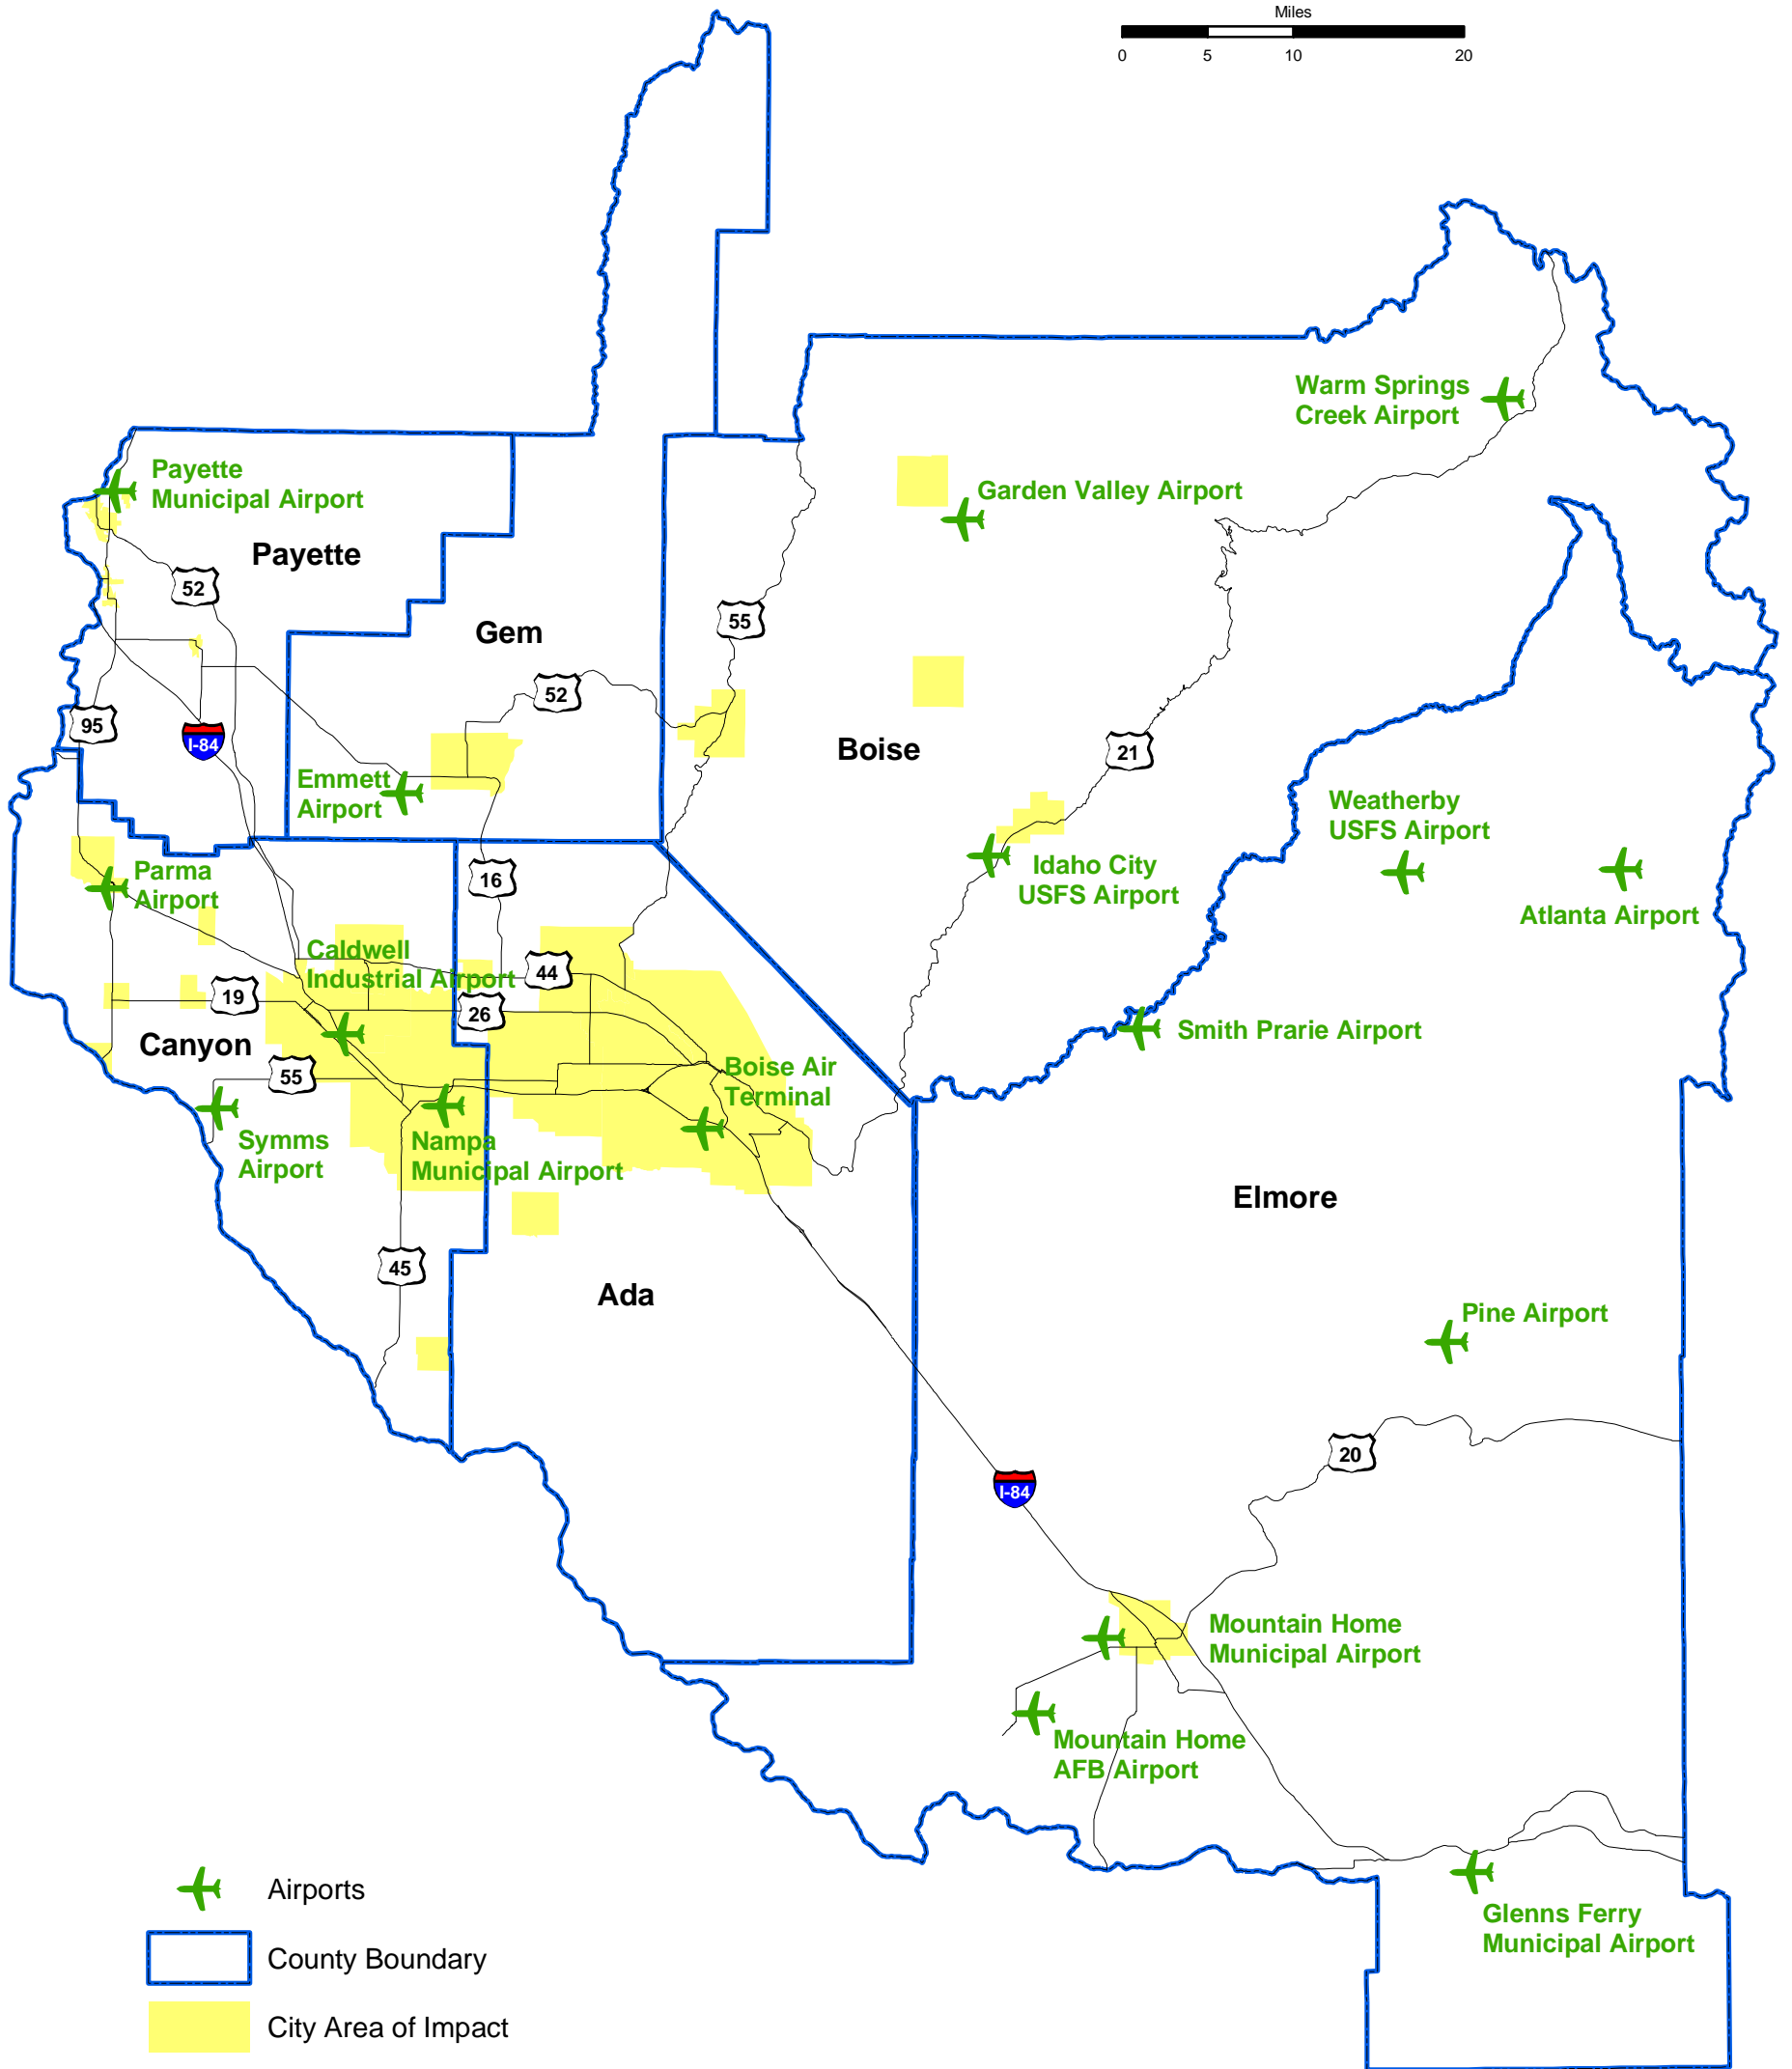 Miles
0 5 10 20
Warm Springs
Creek Airport
Payette
Municipal Airport
Garden Valley Airport
Payette
52
55
Gem
52
95
I-84
Boise
21
Emmett
Airport
Weatherby
USFS Airport
Parma
Airport
16
Idaho City
USFS Airport
Atlanta Airport
Caldwell
Industrial Airport
44
19
26
Smith Prarie Airport
Canyon
55
Boise Air
Terminal
Symms
Airport
Nampa
Municipal Airport
Elmore
45
Ada
Pine Airport
20
I-84
Mountain Home
Municipal Airport
Mountain Home
AFB Airport
Glenns Ferry
Municipal Airport
Airports
County Boundary
City Area of Impact